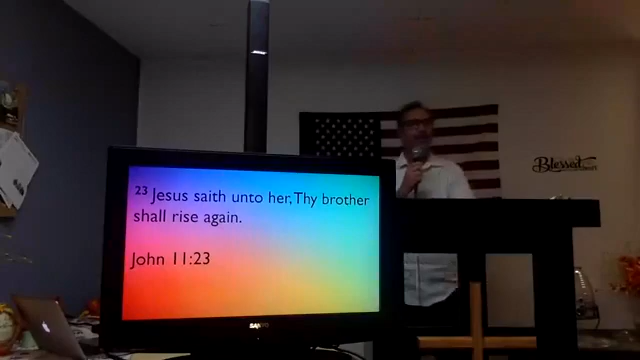 23 Jesus saith unto her, Thy brother
shall rise again.
John 11:23
SANYO
Blessed